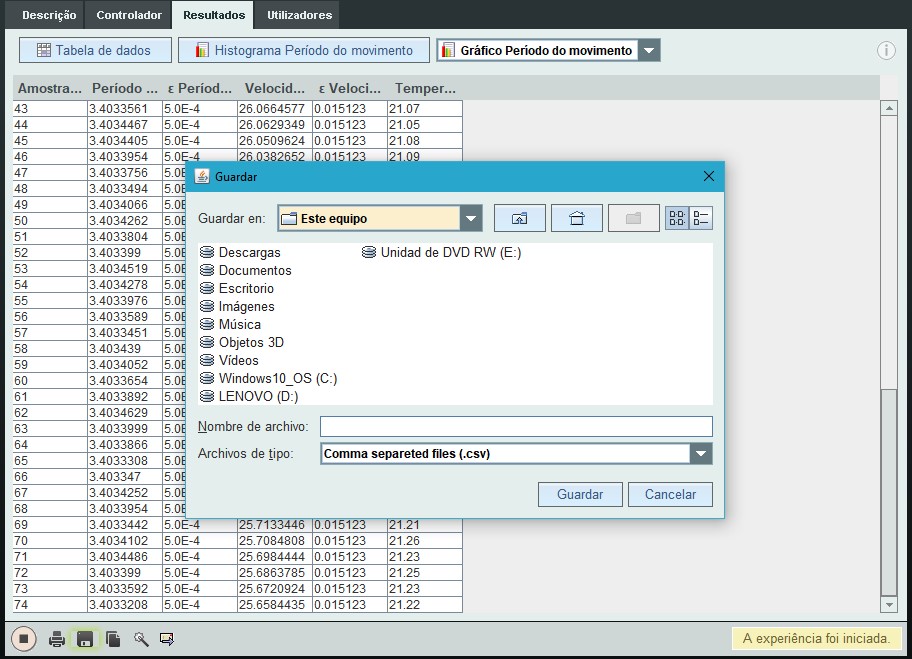 Descrição Controlador Resultados Utilizadores
Tabela de dados Histograma Período do movimento Gráfico Período do movimento
Amostra... Período ... ε Períod... Velocid... ε Veloci... Temper...
43 3.4033561 5.0E-4 26.0664577 0.015123 21.07
44 3.4034467 5.0E-4 26.0629349 0.015123 21.05
45 3.4034405 5.0E-4 26.0509624 0.015123 21.08
46 3.4033954 5.0E-4 26.0382652 0.015123 21.09
47 3.4033756 5.0E
48 3.4033494 5.0E
49 3.4034066 5.0E
50 3.4034262 5.0E
51 3.4033804 5.0E
52 3.403399 5.0E
53 3.4034519 5.0E
54 3.4034278 5.0E
55 3.4033976 5.0E
56 3.4033589 5.0E
57 3.4033451 5.0E
58 3.403439 5.0E
59 3.4034052 5.0E
60 3.4033654 5.0E
61 3.4033892 5.0E
62 3.4034629 5.0E
63 3.4033999 5.0E
64 3.4033866 5.0E
65 3.4033308 5.0E
66 3.403347 5.0E
67 3.4034252 5.0E
68 3.4033954 5.0E
69 3.4033442 5.0E-4 25.7133446 0.015123 21.21
70 3.4034102 5.0E-4 25.7084808 0.015123 21.26
71 3.4034486 5.0E-4 25.6984444 0.015123 21.23
72 3.403399 5.0E-4 25.6863785 0.015123 21.25
73 3.4033592 5.0E-4 25.6720924 0.015123 21.23
74 3.4033208 5.0E-4 25.6584435 0.015123 21.22
Guardar
Guardar en: Este equipo
Descargas Unidad de DVD RW (E:)
Documentos
Escritorio
Imágenes
Música
Objetos 3D
Vídeos
Windows10_OS (C:)
LENOVO (D:)
Nombre de archivo:
Archivos de tipo: Comma separeted files (.csv)
Guardar Cancelar
A experiência foi iniciada.